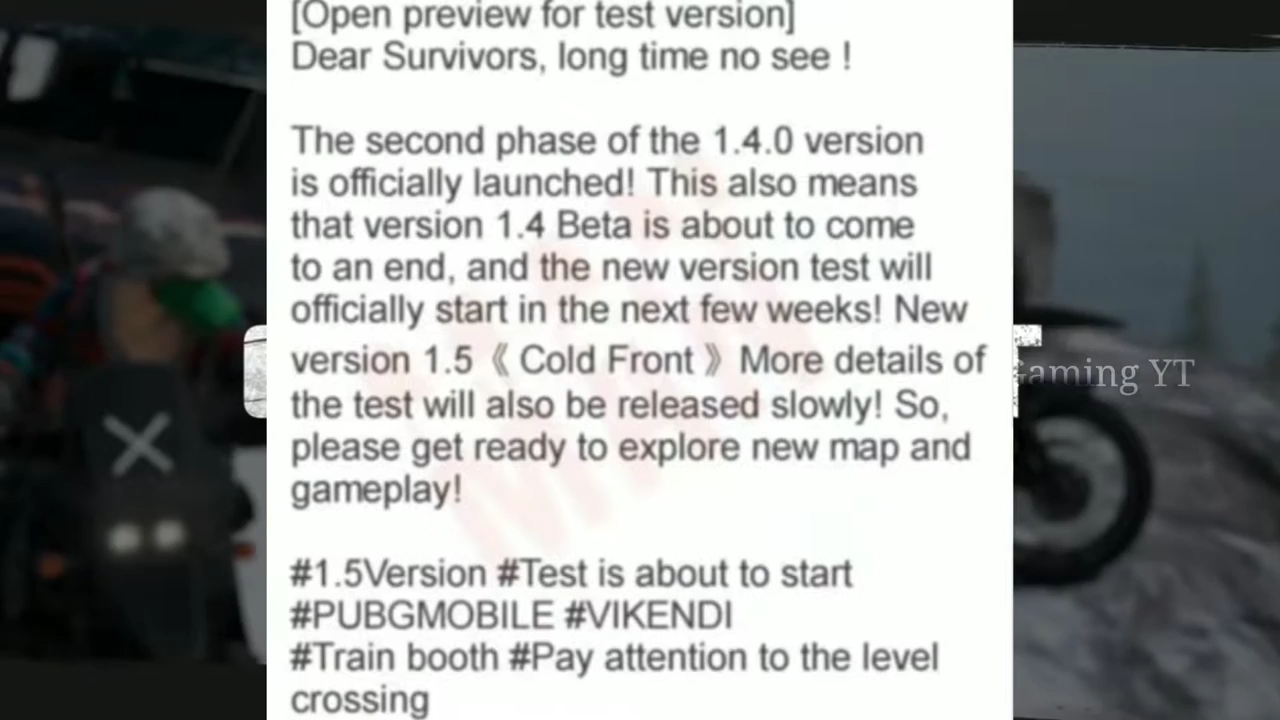 [Open preview for test version]
Dear Survivors, long time no see !
The second phase of the 1.4.0 version
is officially launched! This also means
that version 1.4 Beta is about to come
to an end, and the new version test will
officially start in the next few weeks! New
version 1.5 《 Cold Front 》 More details of
the test will also be released slowly! So,
please get ready to explore new map and
gameplay!
#1.5Version #Test is about to start
#PUBGMOBILE #VIKENDI
#Train booth #Pay attention to the level
crossing
Gaming YT